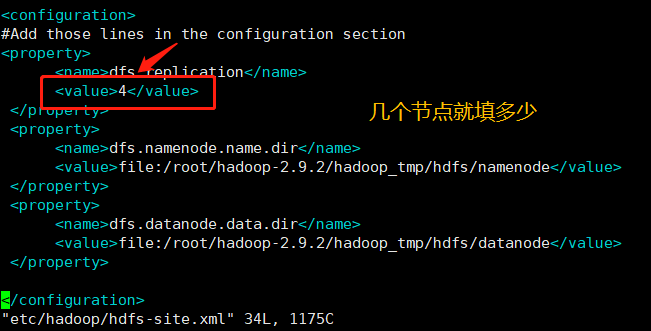 <configuration>
#Add those lines in the configuration section
<property>
<name>dfs.replication</name>
<value>4</value>
</property>
几个节点就填多少
<property>
<name>dfs.namenode.name.dir</name>
<value>file:/root/hadoop-2.9.2/hadoop_tmp/hdfs/namenode</value>
</property>
<property>
<name>dfs.datanode.data.dir</name>
<value>file:/root/hadoop-2.9.2/hadoop_tmp/hdfs/datanode</value>
</property>
</configuration>
"etc/hadoop/hdfs-site.xml" 34L, 1175C